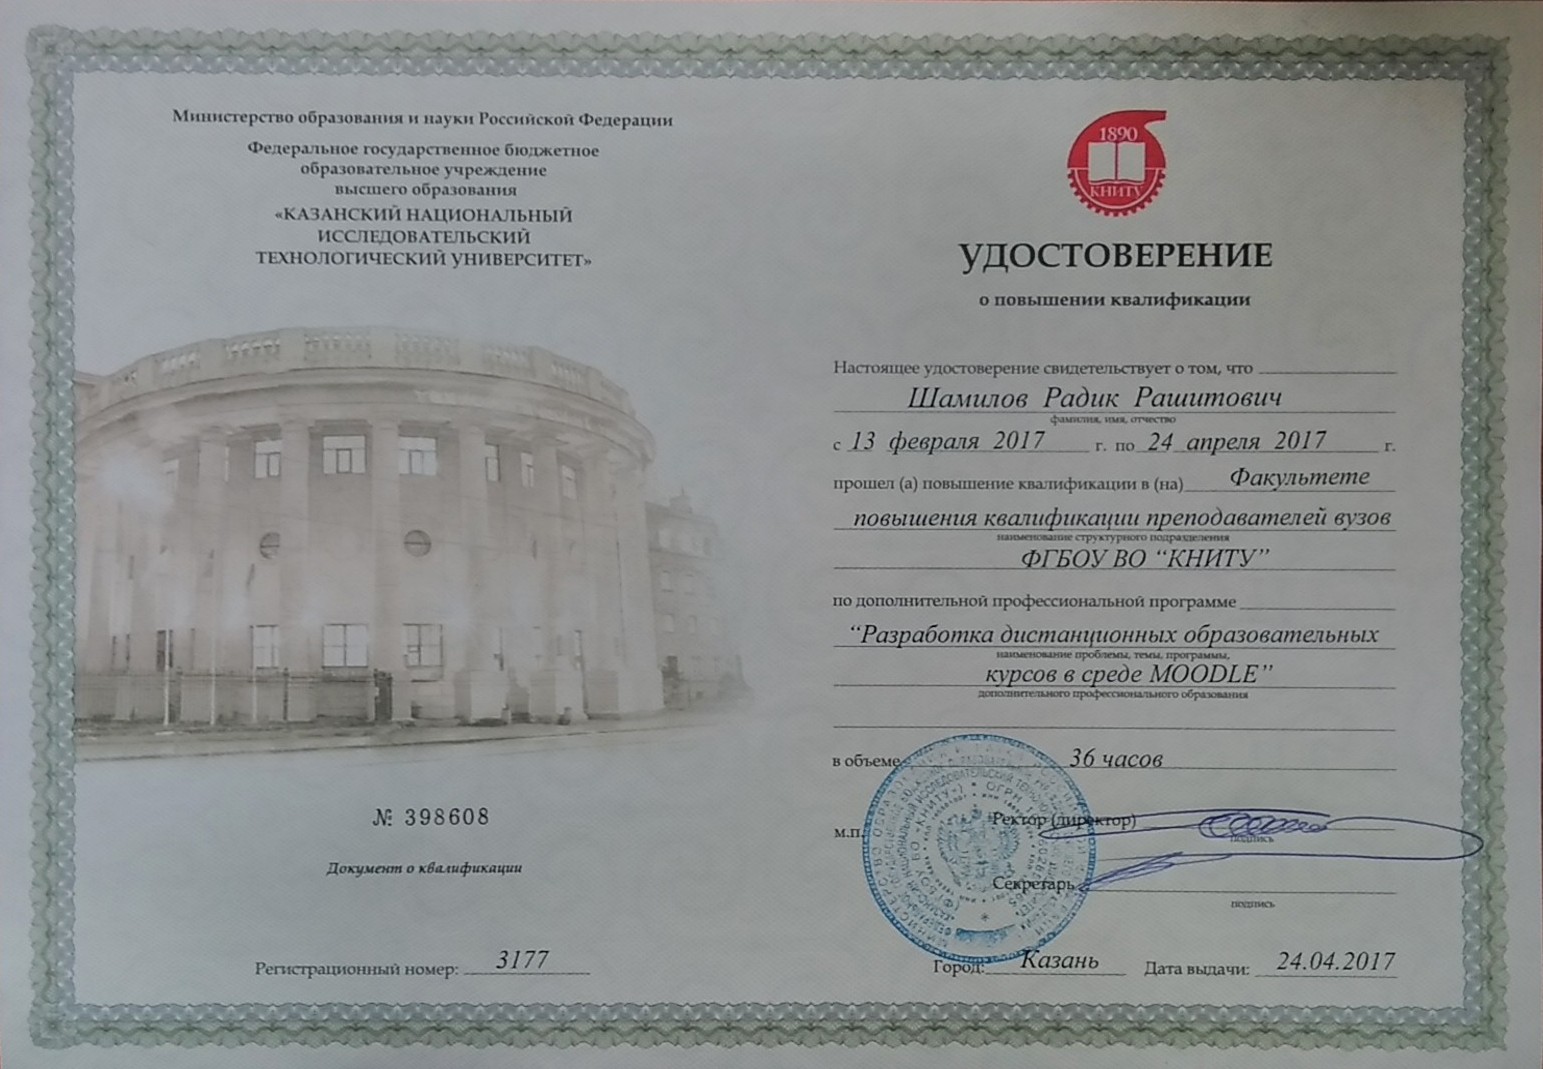 Министерство образования и науки Российской Федерации
Федеральное государственное бюджетное
образовательное учреждение
высшего образования
«КАЗАНСКИЙ НАЦИОНАЛЬНЫЙ
ИССЛЕДОВАТЕЛЬСКИЙ
ТЕХНОЛОГИЧЕСКИЙ УНИВЕРСИТЕТ»
№ 398608
Документ о квалификации
Регистрационный номер: 3177
1890
КНИТУ
УДОСТОВЕРЕНИЕ
о повышении квалификации
Настоящее удостоверение свидетельствует о том, что
Шамилов Радик Рашитович
фамилия, имя, отчество
с 13 февраля 2017 г. по 24 апреля 2017 г.
прошел (а) повышение квалификации в (на) Факультете
повышения квалификации преподавателей вузов
наименование структурного подразделения
ФГБОУ ВО “КНИТУ”
по дополнительной профессиональной программе
“Разработка дистанционных образовательных
наименование проблемы, темы, программы,
курсов в среде MOODLE”
дополнительного профессионального образования
в объеме 36 часов
м.п.
Ректор (директор)
подпись
Секретарь
подпись
Город: Казань Дата выдачи: 24.04.2017